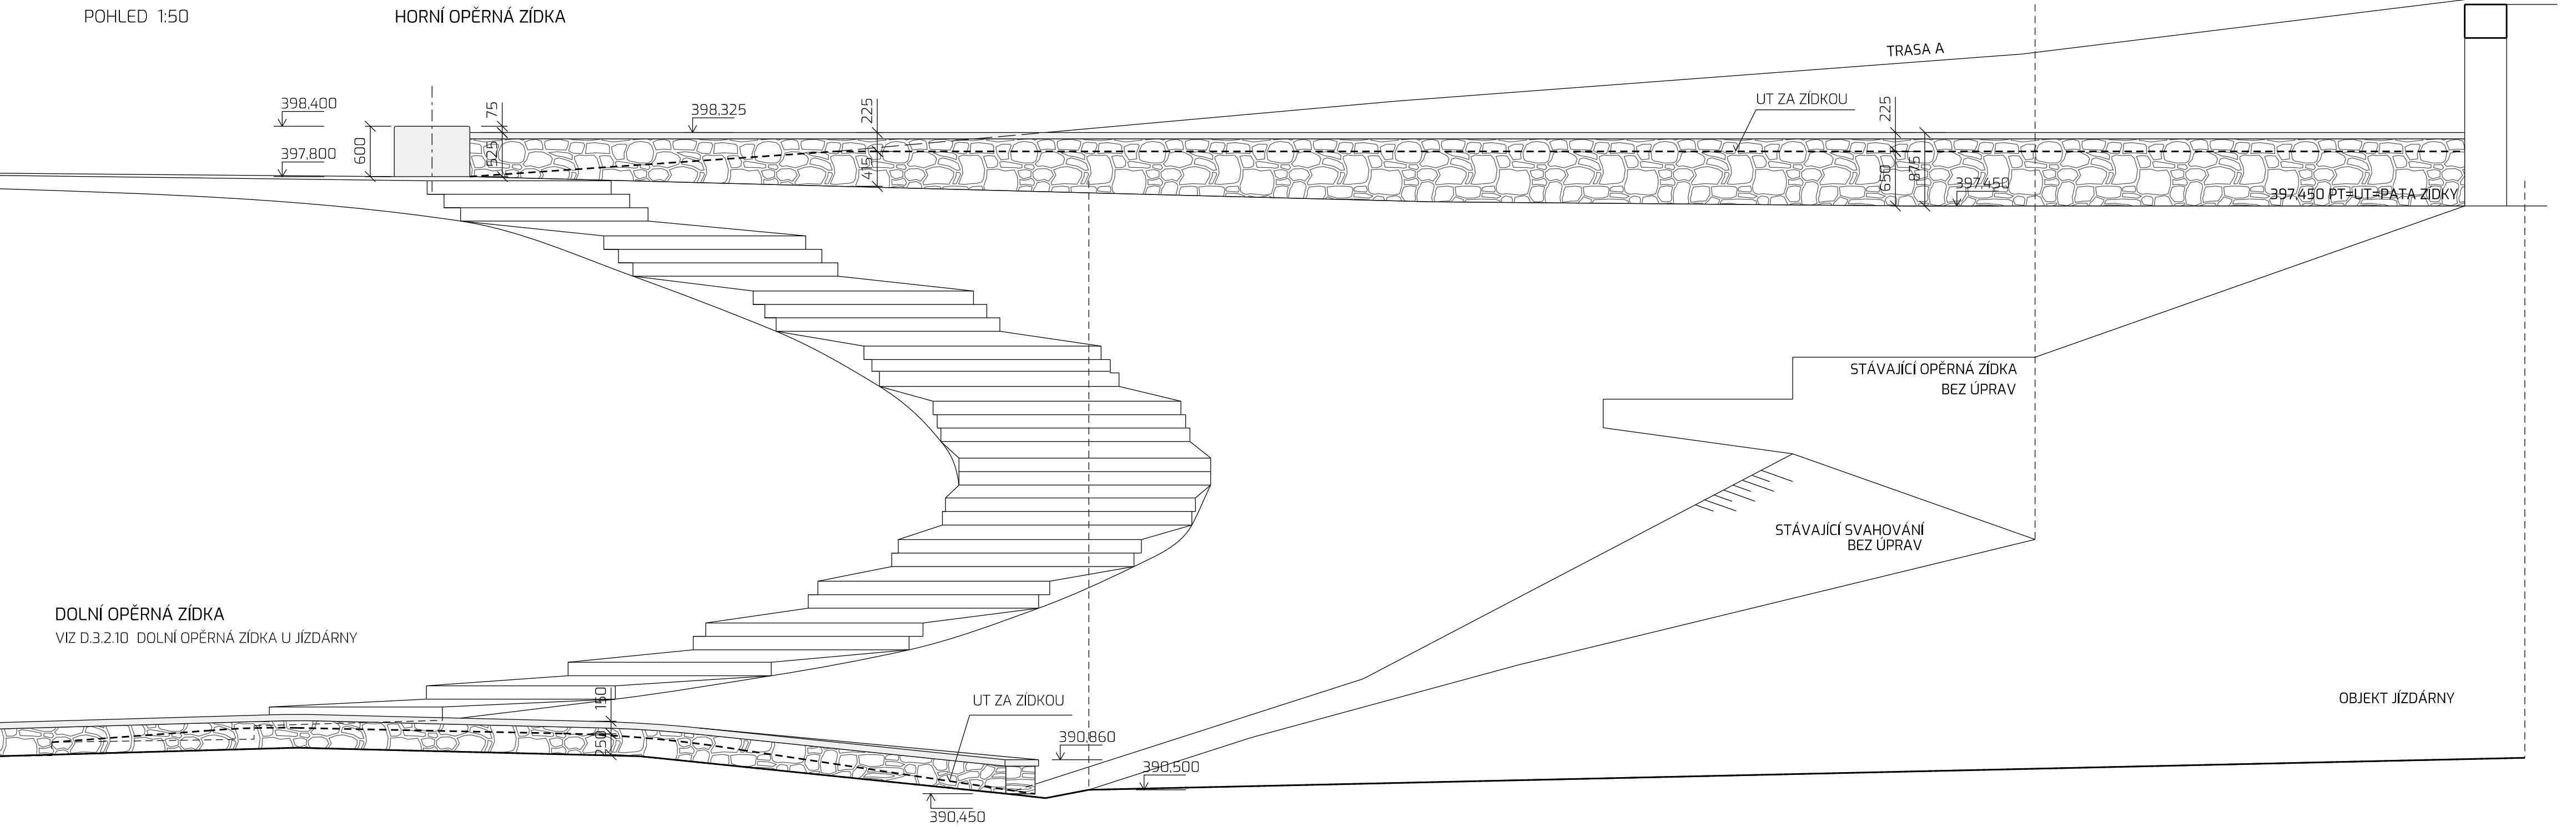 POHLED 1:50
HORNÍ OPĚRNÁ ZÍDKA
TRASA A
398,400
75
398,325
225
UT ZA ZÍDKOU
225
600
397,800
525
415
650
875
397,450
397,450 PT=UT=PATA ZÍDKY
STÁVAJÍCÍ OPĚRNÁ ZÍDKA
BEZ ÚPRAV
STÁVAJÍCÍ SVAHOVÁNÍ
BEZ ÚPRAV
DOLNÍ OPĚRNÁ ZÍDKA
VIZ D.3.2.10 DOLNÍ OPĚRNÁ ZÍDKA U JÍZDÁRNY
150
UT ZA ZÍDKOU
OBJEKT JÍZDÁRNY
250
390,860
390,500
390,450